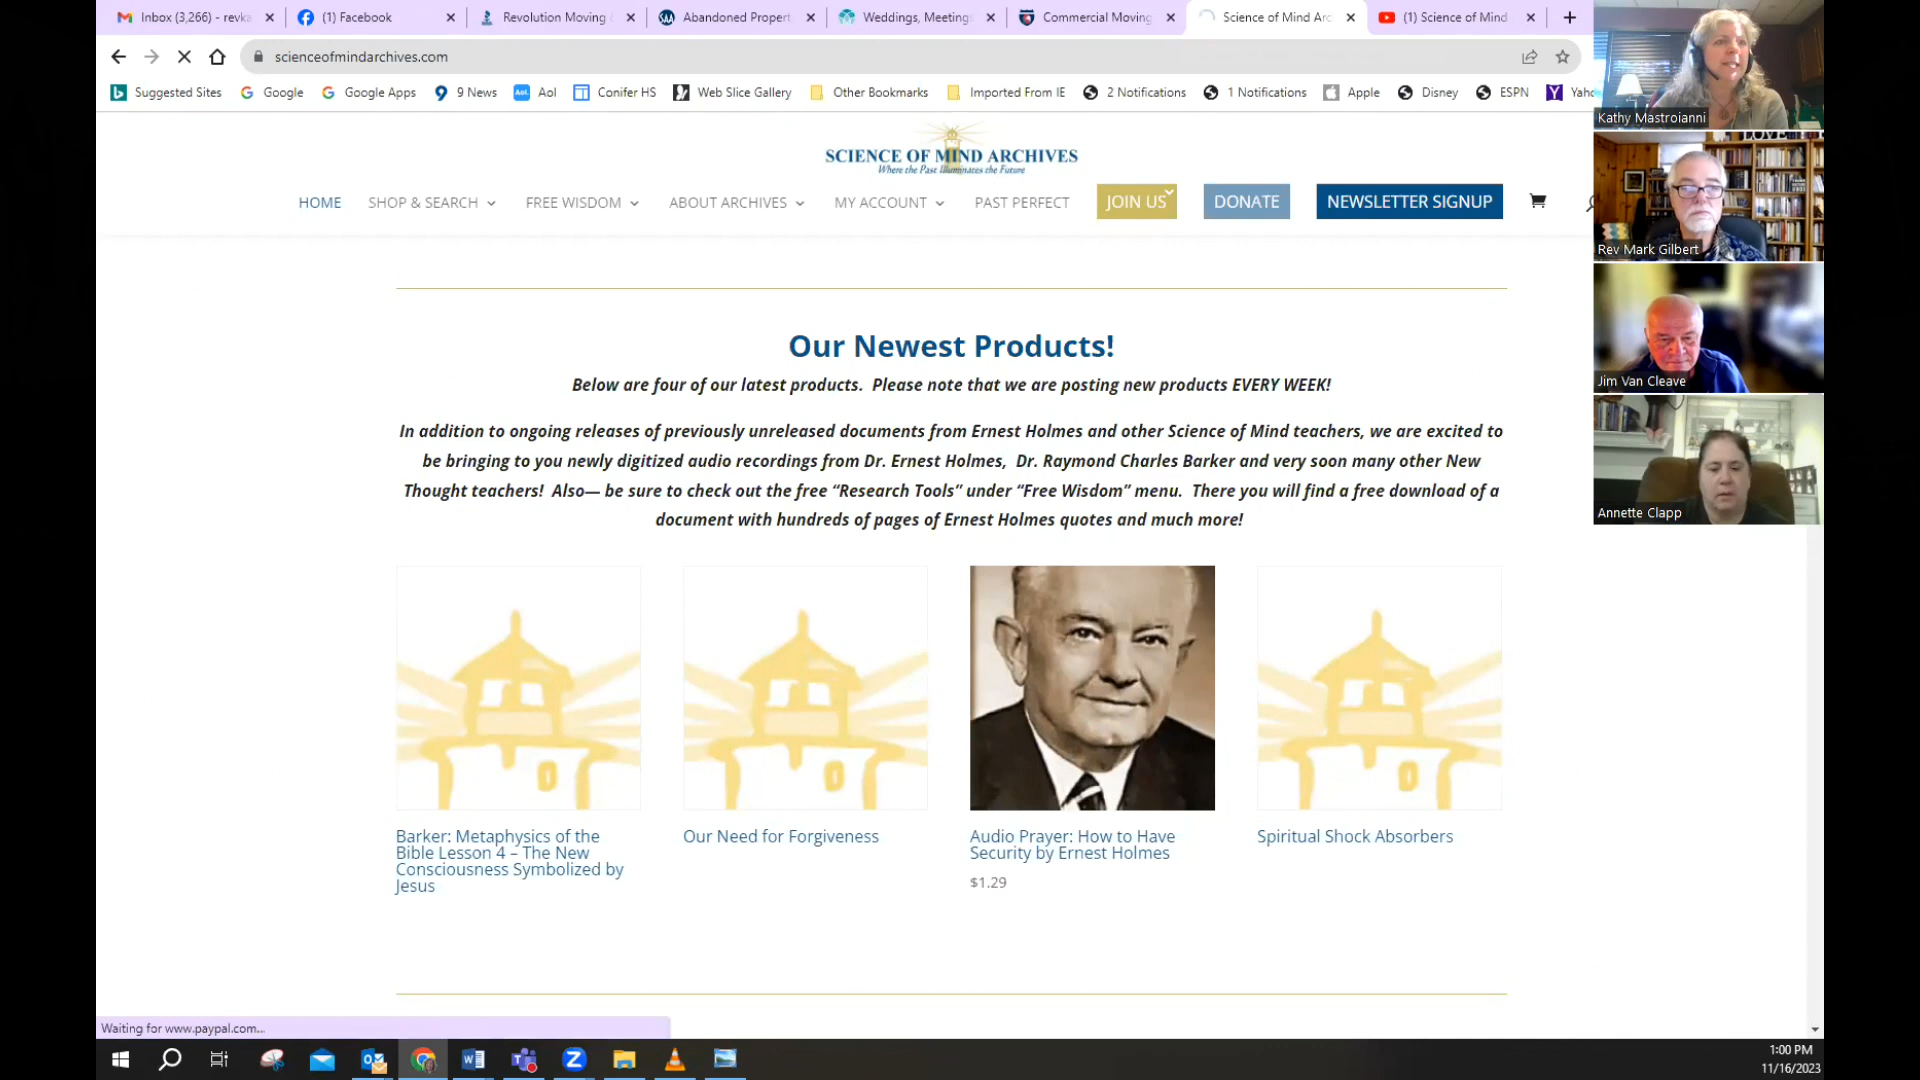 Inbox (3,266) - revka
(1) Facebook
Revolution Moving
Abandoned Propert
Weddings, Meeting
Commercial Moving
Science of Mind Arc
(1) Science of Mind
scienceofmindarchives.com
Suggested Sites
Google
Google Apps
9 News
Aol
Conifer HS
Web Slice Gallery
Other Bookmarks
Imported From IE
2 Notifications
1 Notifications
Apple
Disney
ESPN
Yaho
SCIENCE OF MIND ARCHIVES
Where the Past Illuminates the Future
HOME
SHOP & SEARCH
FREE WISDOM
ABOUT ARCHIVES
MY ACCOUNT
PAST PERFECT
JOIN US
DONATE
NEWSLETTER SIGNUP
Our Newest Products!
Below are four of our latest products. Please note that we are posting new products EVERY WEEK!
In addition to ongoing releases of previously unreleased documents from Ernest Holmes and other Science of Mind teachers, we are excited to
be bringing to you newly digitized audio recordings from Dr. Ernest Holmes, Dr. Raymond Charles Barker and very soon many other New
Thought teachers! Also— be sure to check out the free “Research Tools” under “Free Wisdom” menu. There you will find a free download of a
document with hundreds of pages of Ernest Holmes quotes and much more!
Barker: Metaphysics of the
Bible Lesson 4 – The New
Consciousness Symbolized by
Jesus
Our Need for Forgiveness
Audio Prayer: How to Have
Security by Ernest Holmes
$1.29
Spiritual Shock Absorbers
Waiting for www.paypal.com...
Kathy Mastroianni
LOVE
Rev Mark Gilbert
Jim Van Cleave
Annette Clapp
1:00 PM
11/16/2023